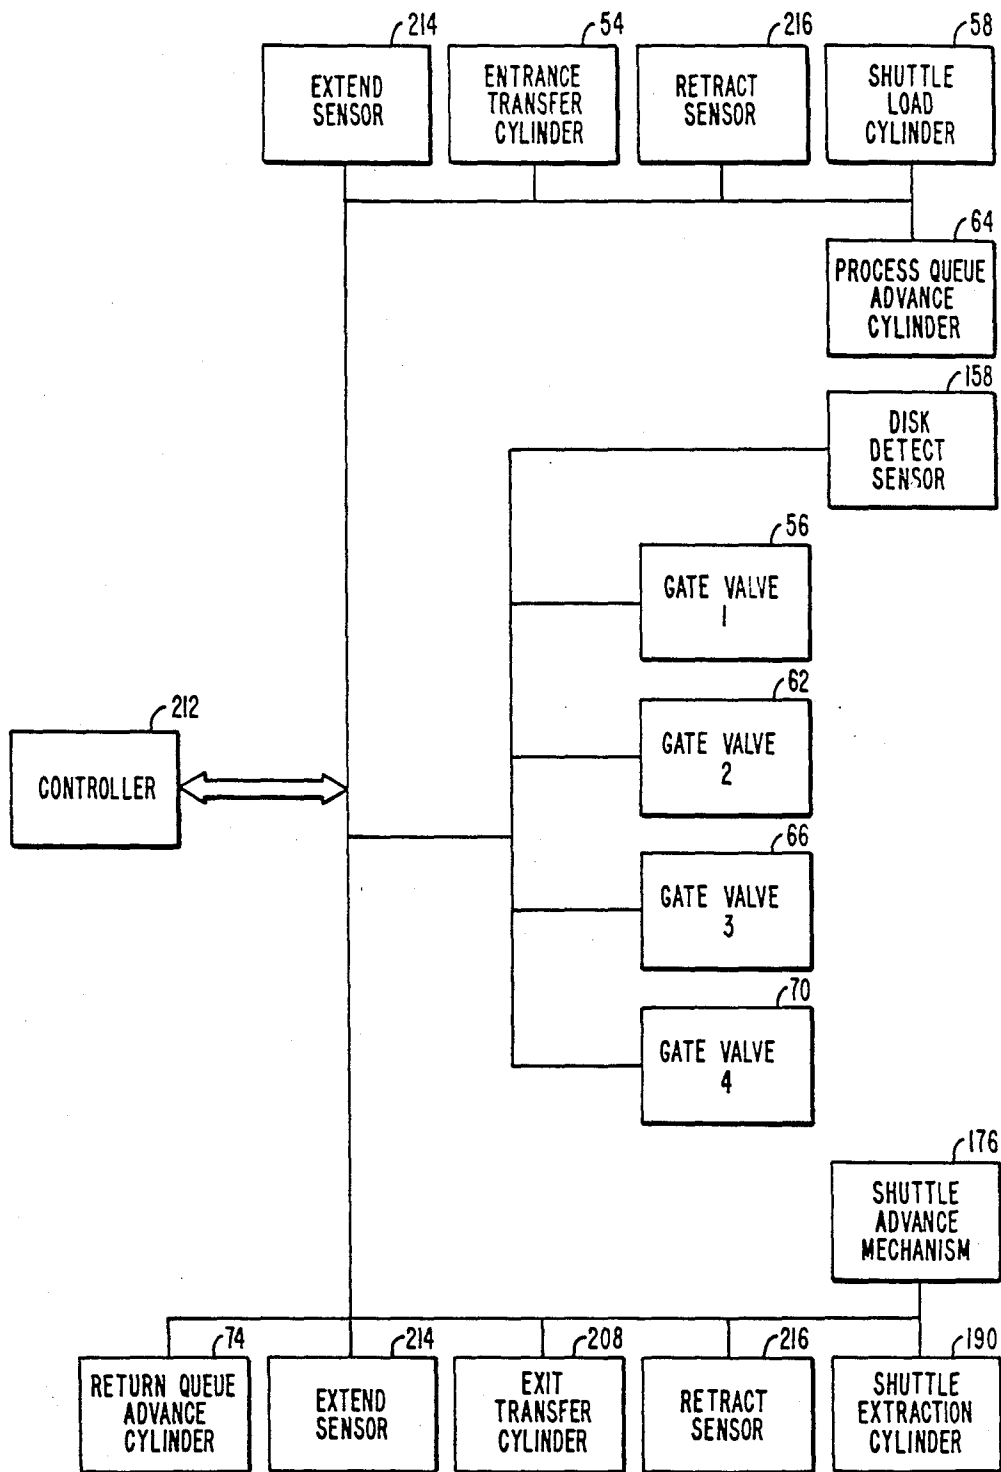 214
EXTEND
SENSOR
54
ENTRANCE
TRANSFER
CYLINDER
216
RETRACT
SENSOR
58
SHUTTLE
LOAD
CYLINDER
64
PROCESS QUEUE
ADVANCE
CYLINDER
158
DISK
DETECT
SENSOR
56
GATE VALVE
1
62
GATE VALVE
2
212
CONTROLLER
66
GATE VALVE
3
70
GATE VALVE
4
176
SHUTTLE
ADVANCE
MECHANISM
74
RETURN QUEUE
ADVANCE
CYLINDER
214
EXTEND
SENSOR
208
EXIT
TRANSFER
CYLINDER
216
RETRACT
SENSOR
190
SHUTTLE
EXTRACTION
CYLINDER